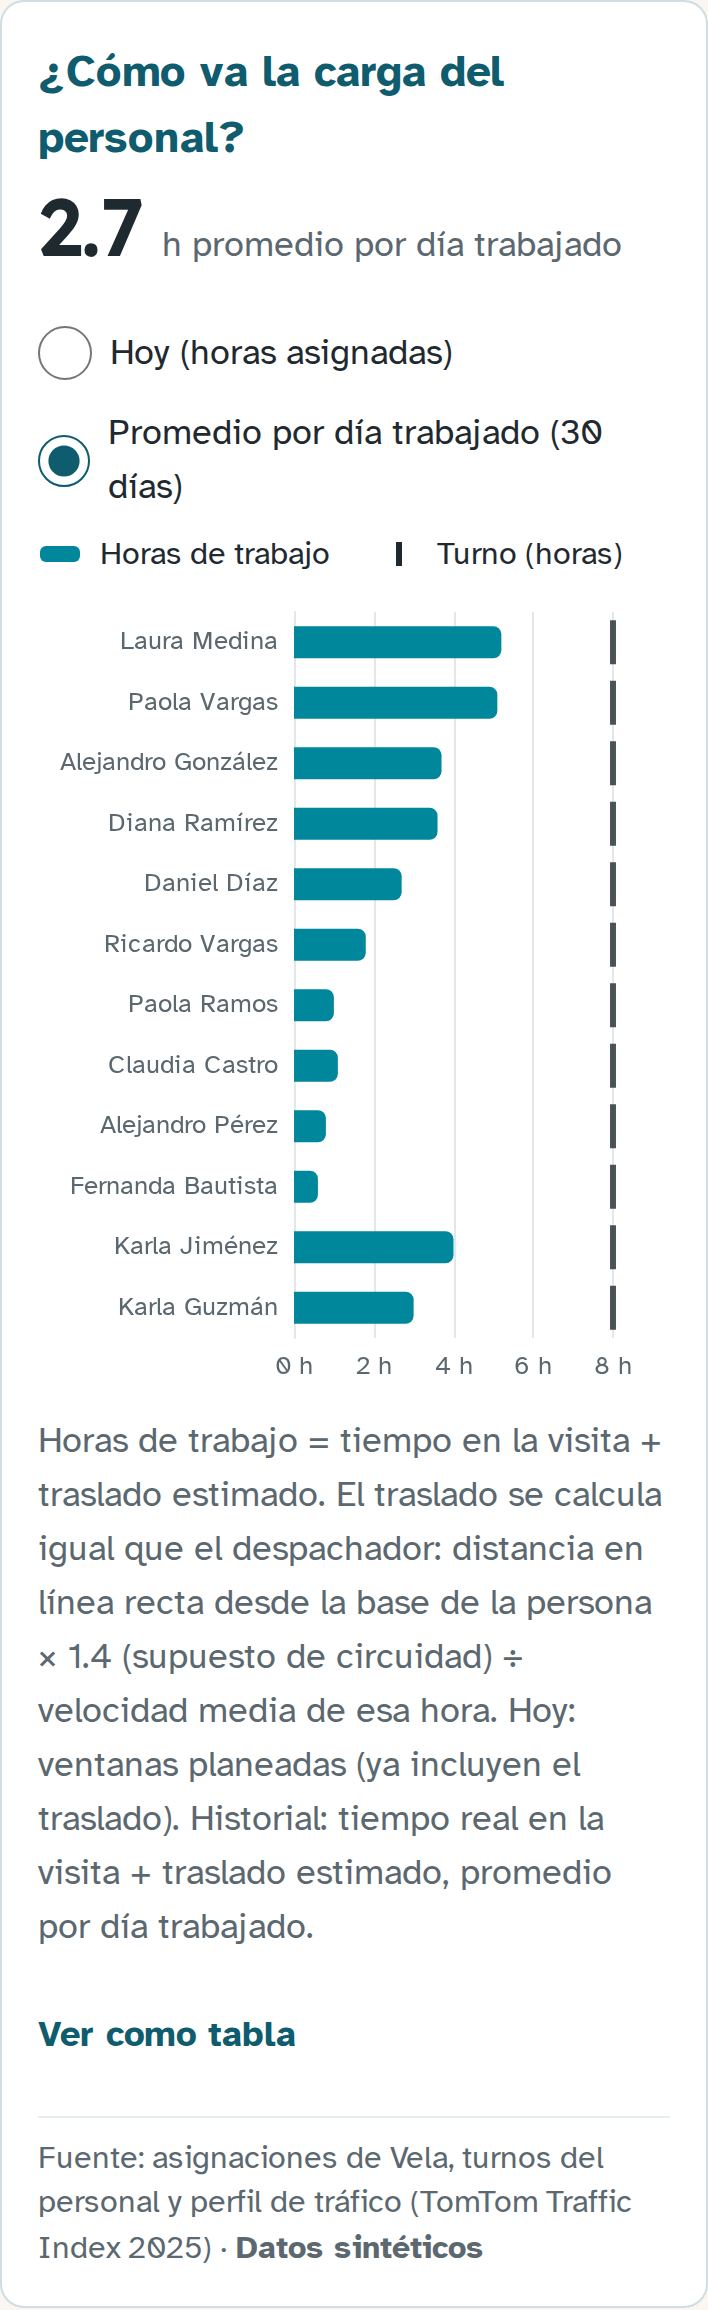 ¿Cómo va la carga del
personal?
2.7 h promedio por día trabajado
Hoy (horas asignadas)
Promedio por día trabajado (30
días)
Horas de trabajo
Turno (horas)
Laura Medina
Paola Vargas
Alejandro González
Diana Ramírez
Daniel Díaz
Ricardo Vargas
Paola Ramos
Claudia Castro
Alejandro Pérez
Fernanda Bautista
Karla Jiménez
Karla Guzmán
0 h 2 h 4 h 6 h 8 h
Horas de trabajo = tiempo en la visita +
traslado estimado. El traslado se calcula
igual que el despachador: distancia en
línea recta desde la base de la persona
× 1.4 (supuesto de circuidad) ÷
velocidad media de esa hora. Hoy:
ventanas planeadas (ya incluyen el
traslado). Historial: tiempo real en la
visita + traslado estimado, promedio
por día trabajado.
Ver como tabla
Fuente: asignaciones de Vela, turnos del
personal y perfil de tráfico (TomTom Traffic
Index 2025) · Datos sintéticos